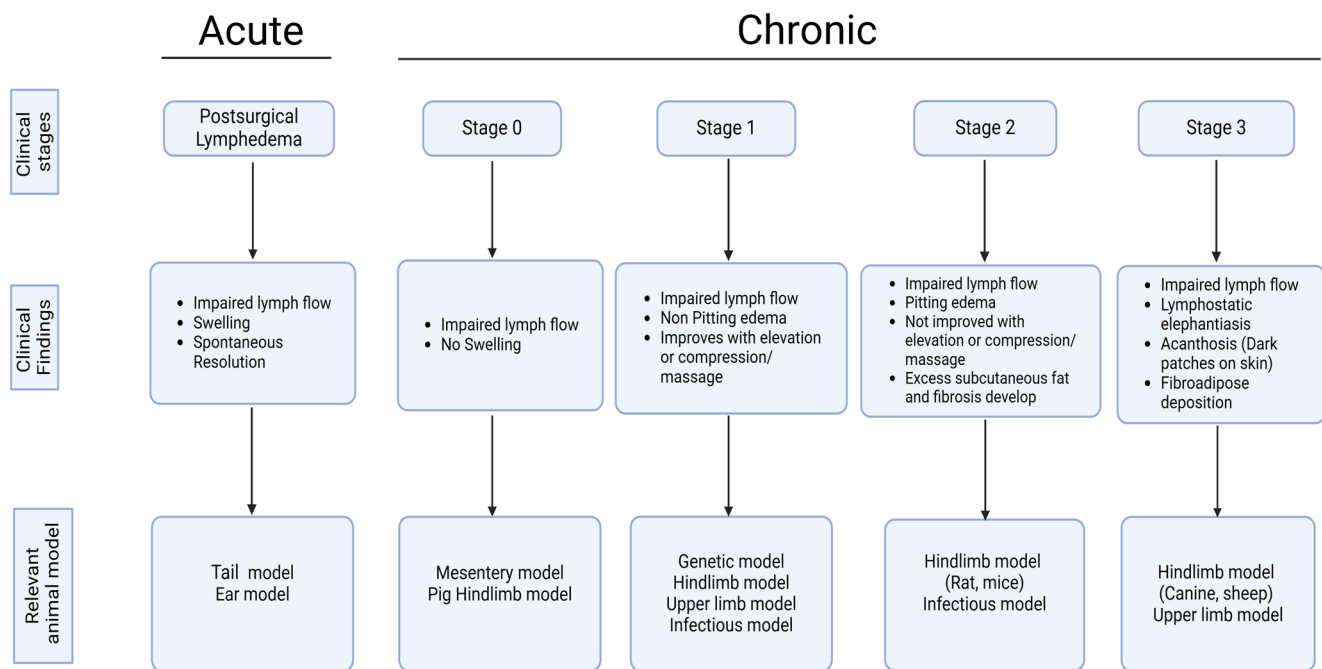 Acute
Chronic
Clinical
stages
Postsurgical
Lymphedema
Stage 0
Stage 1
Stage 2
Stage 3
Clinical
Findings
• Impaired lymph flow
• Swelling
• Spontaneous
Resolution
• Impaired lymph flow
• No Swelling
• Impaired lymph flow
• Non Pitting edema
• Improves with elevation
or compression/
massage
• Impaired lymph flow
• Pitting edema
• Not improved with
elevation or compression/
massage
• Excess subcutaneous fat
and fibrosis develop
• Impaired lymph flow
• Lymphostatic
elephantiasis
• Acanthosis (Dark
patches on skin)
• Fibroadipose
deposition
Relevant
animal model
Tail model
Ear model
Mesentery model
Pig Hindlimb model
Genetic model
Hindlimb model
Upper limb model
Infectious model
Hindlimb model
(Rat, mice)
Infectious model
Hindlimb model
(Canine, sheep)
Upper limb model